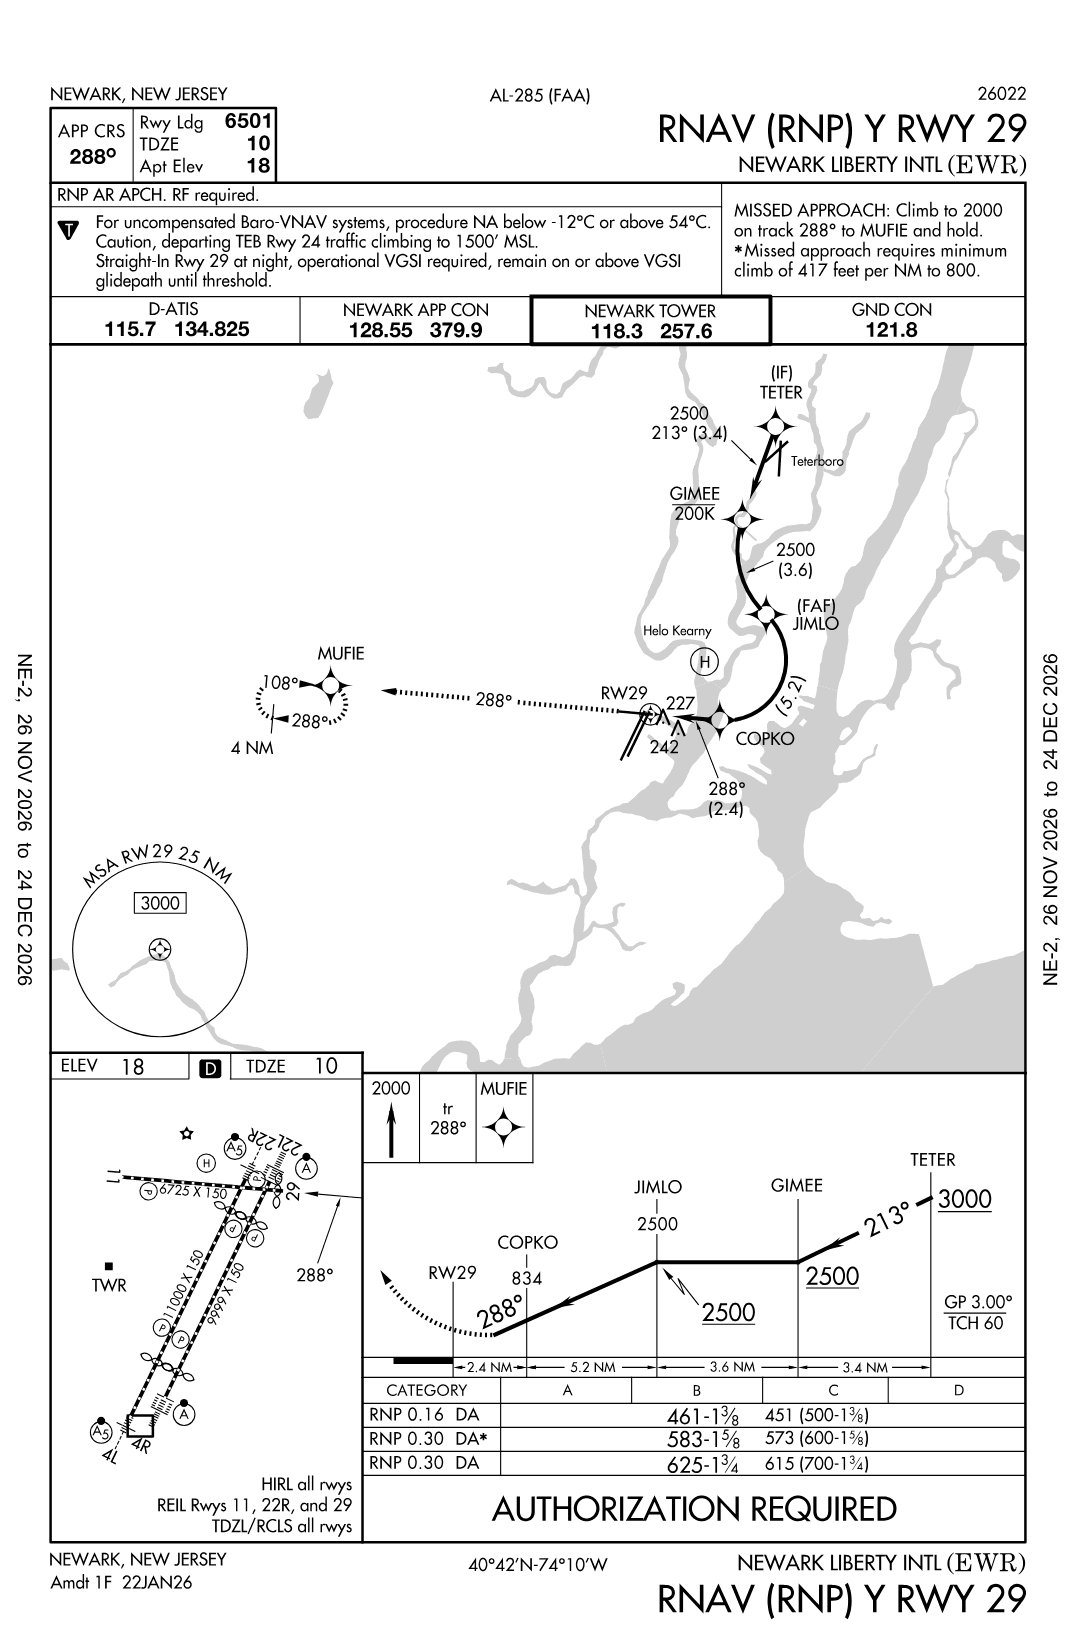 NEWARK, NEW JERSEY
AL-285 (FAA)
26022
RNAV (RNP) Y RWY 29
NEWARK LIBERTY INTL (EWR)
APP CRS
288°
Rwy Ldg 6501
TDZE 10
Apt Elev 18
RNP AR APCH. RF required.
T
For uncompensated Baro-VNAV systems, procedure NA below -12°C or above 54°C.
Caution, departing TEB Rwy 24 traffic climbing to 1500' MSL.
Straight-In Rwy 29 at night, operational VGSI required, remain on or above VGSI
glidepath until threshold.
MISSED APPROACH: Climb to 2000
on track 288° to MUFIE and hold.
*Missed approach requires minimum
climb of 417 feet per NM to 800.
D-ATIS
115.7 134.825
NEWARK APP CON
128.55 379.9
NEWARK TOWER
118.3 257.6
GND CON
121.8
(IF)
TETER
2500
213° (3.4)
Teterboro
GIMEE
200K
2500
(3.6)
(FAF)
JIMLO
Helo Kearny
H
MUFIE
108°
288°
4 NM
288°
RW29
227
242
(5.2)
COPKO
288°
(2.4)
MSA RW29 25 NM
3000
NE-2, 26 NOV 2026 to 24 DEC 2026
NE-2, 26 NOV 2026 to 24 DEC 2026
ELEV 18
D
TDZE 10
A5
22R
22L
A
H
P
11
P
6725 X 150
29
P
P
288°
TWR
11000 X 150
9999 X 150
P
P
A5
A
4L
4R
HIRL all rwys
REIL Rwys 11, 22R, and 29
TDZL/RCLS all rwys
2000
tr
288°
MUFIE
TETER
JIMLO
GIMEE
2500
213°
3000
COPKO
RW29
834
288°
2500
2500
GP 3.00°
TCH 60
2.4 NM
5.2 NM
3.6 NM
3.4 NM
CATEGORY A B C D
RNP 0.16 DA 461-1⅜ 451 (500-1⅜)
RNP 0.30 DA* 583-1⅝ 573 (600-1⅝)
RNP 0.30 DA 625-1¾ 615 (700-1¾)
AUTHORIZATION REQUIRED
NEWARK, NEW JERSEY
Amdt 1F 22JAN26
40°42'N-74°10'W
NEWARK LIBERTY INTL (EWR)
RNAV (RNP) Y RWY 29